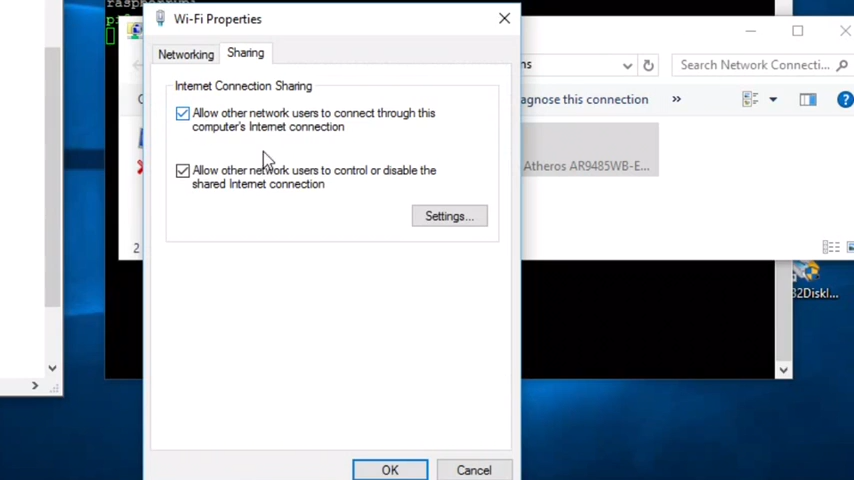 Wi-Fi Properties
Networking
Sharing
Internet Connection Sharing
Allow other network users to connect through this
computer's Internet connection
Allow other network users to control or disable the
shared Internet connection
Settings...
OK
Cancel
Search Network Connecti...
agnose this connection
»
Atheros AR9485WB-E...
2
32Diskl...